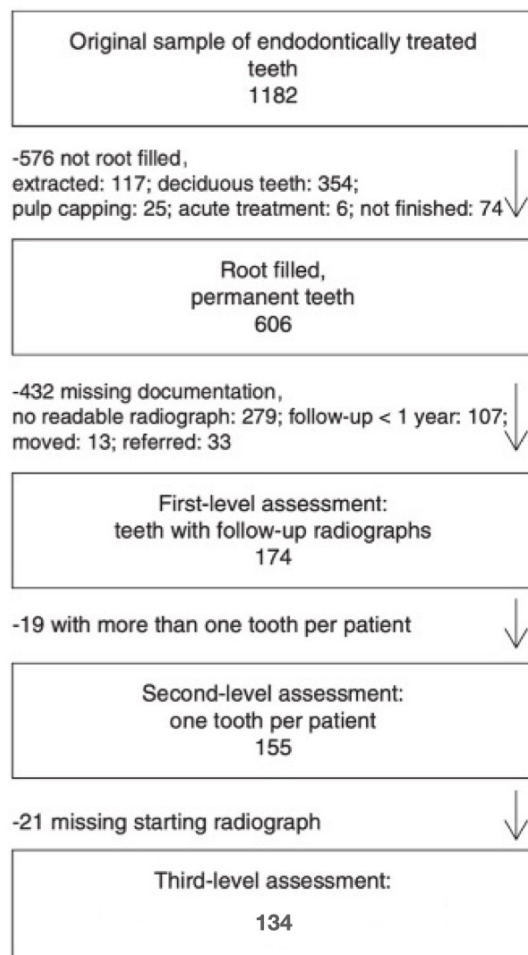 Original sample of endodontically treated
teeth
1182
-576 not root filled,
extracted: 117; deciduous teeth: 354;
pulp capping: 25; acute treatment: 6; not finished: 74
Root filled,
permanent teeth
606
-432 missing documentation,
no readable radiograph: 279; follow-up < 1 year: 107;
moved: 13; referred: 33
First-level assessment:
teeth with follow-up radiographs
174
-19 with more than one tooth per patient
Second-level assessment:
one tooth per patient
155
-21 missing starting radiograph
Third-level assessment:
134